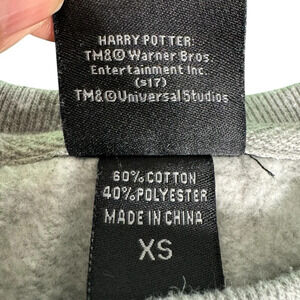 HARRY POTTER:
TM&© Warner Bros.
Entertainment Inc.
(s17)
TM&©Universal Studios
60% COTTON
40% POLYESTER
MADE IN CHINA
XS